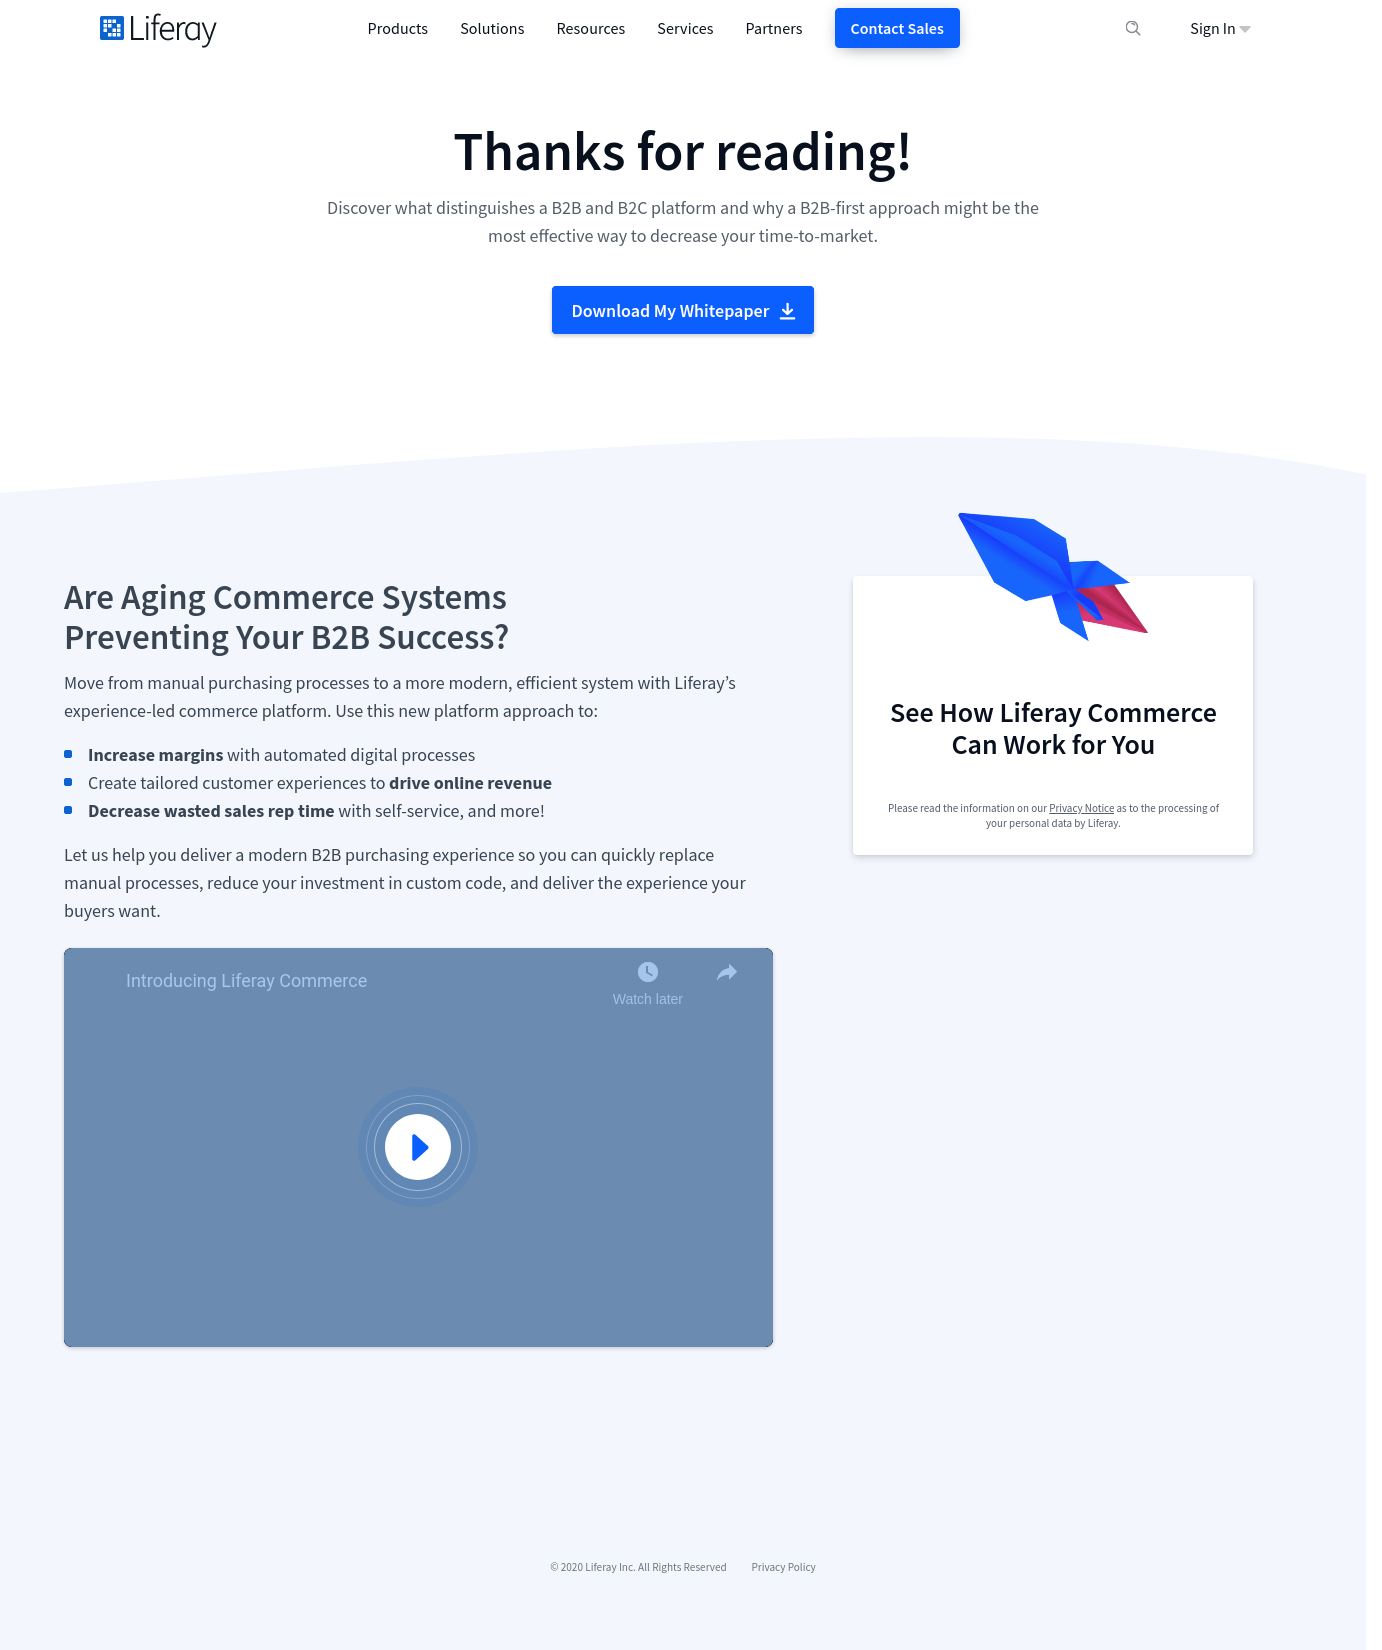 Liferay
Products
Solutions
Resources
Services
Partners
Contact Sales
Sign In
Thanks for reading!
Discover what distinguishes a B2B and B2C platform and why a B2B-first approach might be the
most effective way to decrease your time-to-market.
Download My Whitepaper
Are Aging Commerce Systems
Preventing Your B2B Success?
Move from manual purchasing processes to a more modern, efficient system with Liferay’s
experience-led commerce platform. Use this new platform approach to:
Increase margins with automated digital processes
Create tailored customer experiences to drive online revenue
Decrease wasted sales rep time with self-service, and more!
Let us help you deliver a modern B2B purchasing experience so you can quickly replace
manual processes, reduce your investment in custom code, and deliver the experience your
buyers want.
Introducing Liferay Commerce
Watch later
See How Liferay Commerce
Can Work for You
Please read the information on our Privacy Notice as to the processing of
your personal data by Liferay.
© 2020 Liferay Inc. All Rights Reserved
Privacy Policy